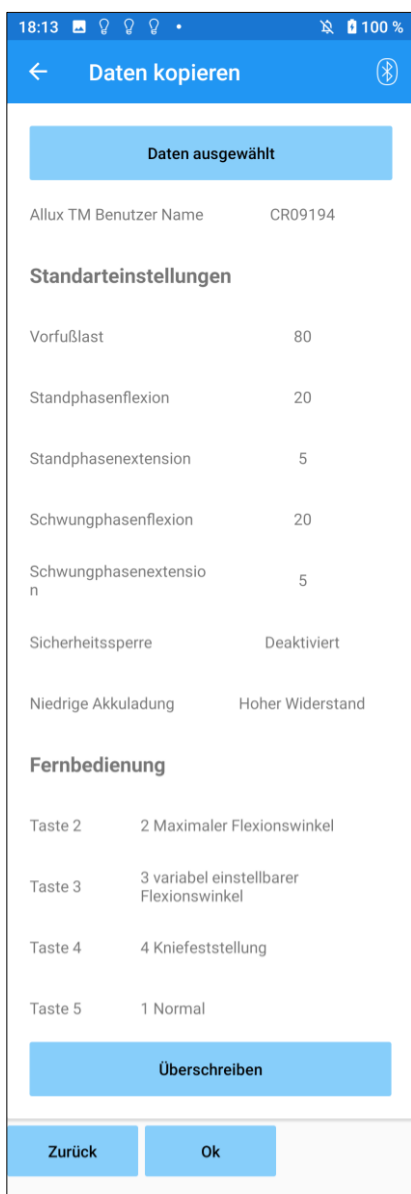 18:13 100 %
Daten kopieren
Daten ausgewählt
Allux TM Benutzer Name CR09194
Standarteinstellungen
Vorfußlast 80
Standphasenflexion 20
Standphasenextension 5
Schwungphasenflexion 20
Schwungphasenextensio
n 5
Sicherheitssperre Deaktiviert
Niedrige Akkuladung Hoher Widerstand
Fernbedienung
Taste 2 2 Maximaler Flexionswinkel
Taste 3 3 variabel einstellbarer
Flexionswinkel
Taste 4 4 Kniefeststellung
Taste 5 1 Normal
Überschreiben
Zurück Ok